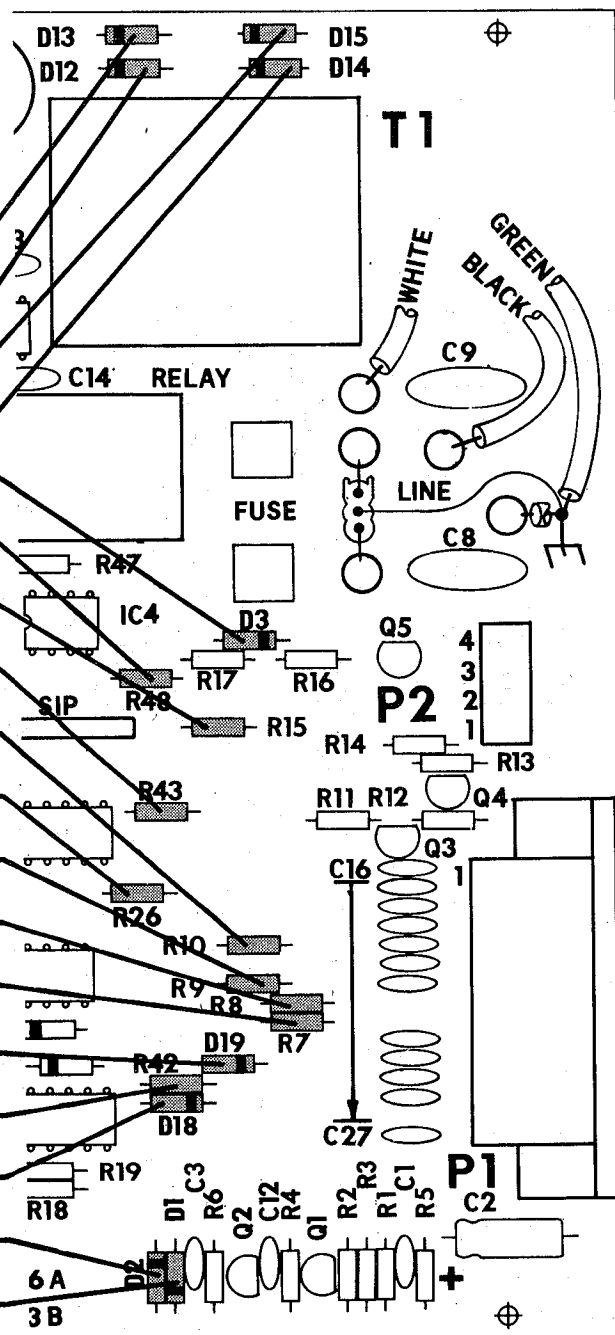 D13 D15
D12 D14
T1
WHITE
GREEN
BLACK
3
C14 RELAY C9
FUSE LINE
R47 C8
IC4 D3 Q5 4
R48 R17 R16 3
SIP R15 P2 2
1
R14 R13
R43 R11 R12 Q4
Q3
C16 1
R26
R10
R9 R8
R7
R42 D19
D18 C27
R19 P1
R18 D1 C3 R6 Q2 C12 R4 Q1 R2 R3 R1 C1 R5 C2
D2 +
6A
3B